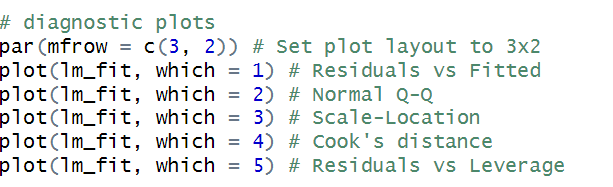 # diagnostic plots
par(mfrow = c(3, 2)) # Set plot layout to 3x2
plot(lm_fit, which = 1) # Residuals vs Fitted
plot(lm_fit, which = 2) # Normal Q-Q
plot(lm_fit, which = 3) # Scale-Location
plot(lm_fit, which = 4) # Cook's distance
plot(lm_fit, which = 5) # Residuals vs Leverage